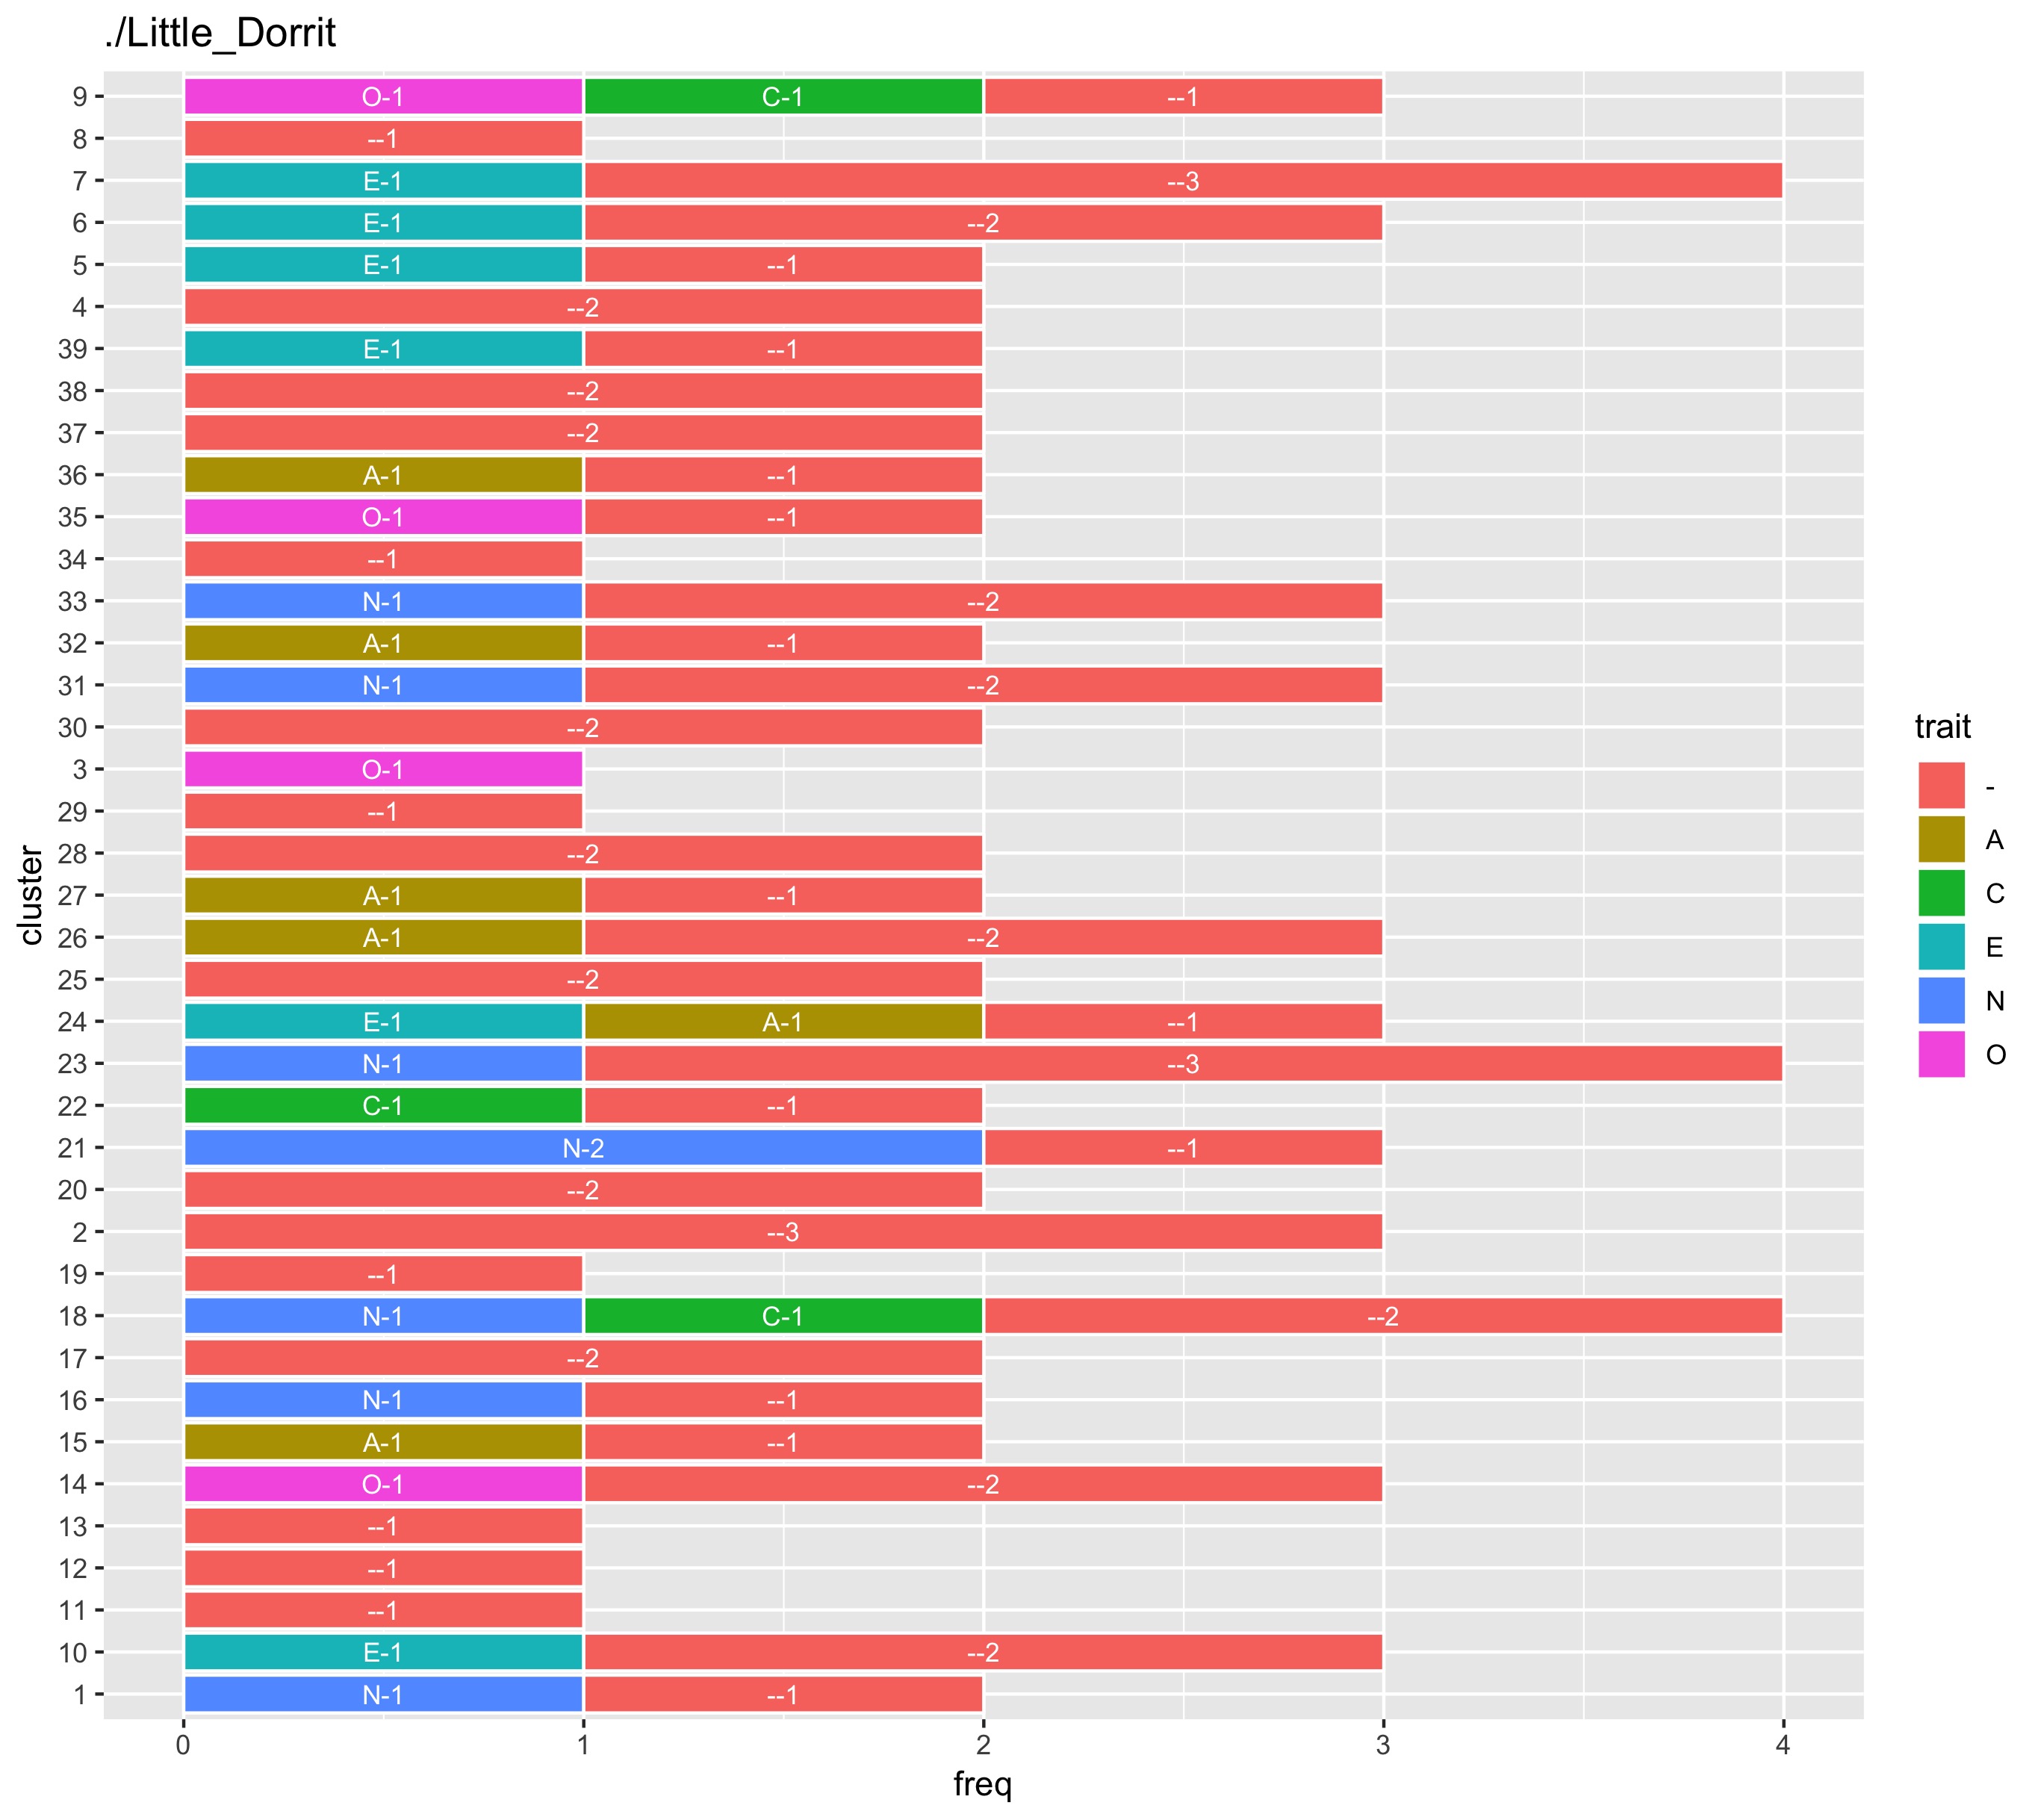 ./Little_Dorrit
9 O-1 C-1 --1
8 --1
7 E-1 --3
6 E-1 --2
5 E-1 --1
4 --2
39 E-1 --1
38 --2
37 --2
36 A-1 --1
35 O-1 --1
34 --1
33 N-1 --2
32 A-1 --1
31 N-1 --2
30 --2
3 O-1
29 --1
28 --2
27 A-1 --1
26 A-1 --2
25 --2
24 E-1 A-1 --1
23 N-1 --3
22 C-1 --1
21 N-2 --1
20 --2
2 --3
19 --1
18 N-1 C-1 --2
17 --2
16 N-1 --1
15 A-1 --1
14 O-1 --2
13 --1
12 --1
11 --1
10 E-1 --2
1 N-1 --1
0 1 2 3 4
freq
cluster
trait
-
A
C
E
N
O